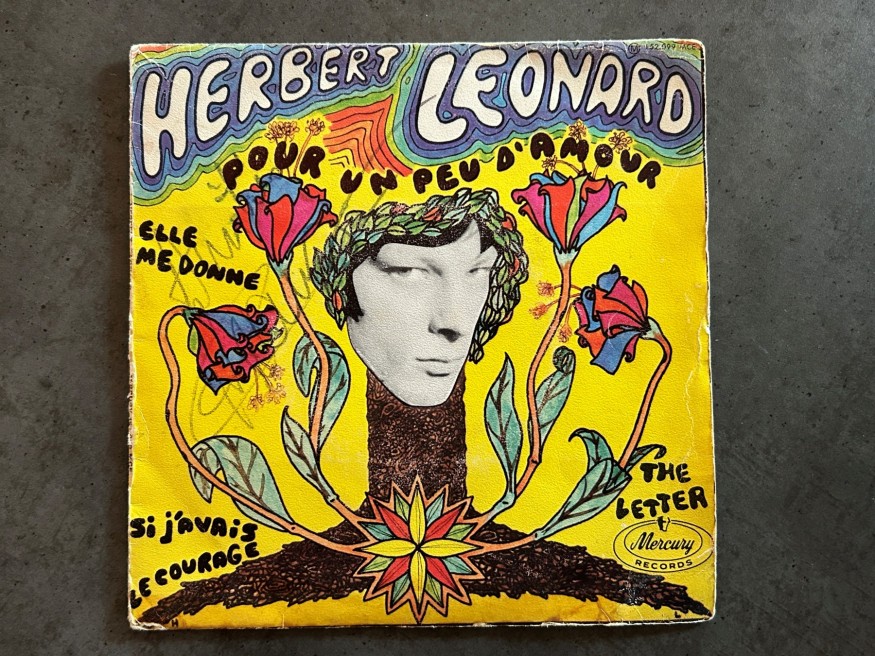 HERBERT LEONARD
POUR UN PEU D'AMOUR
ELLE
ME DONNE
Si j'AVAIS
LE COURAGE
THE
LETTER
Mercury
RECORDS
H
L